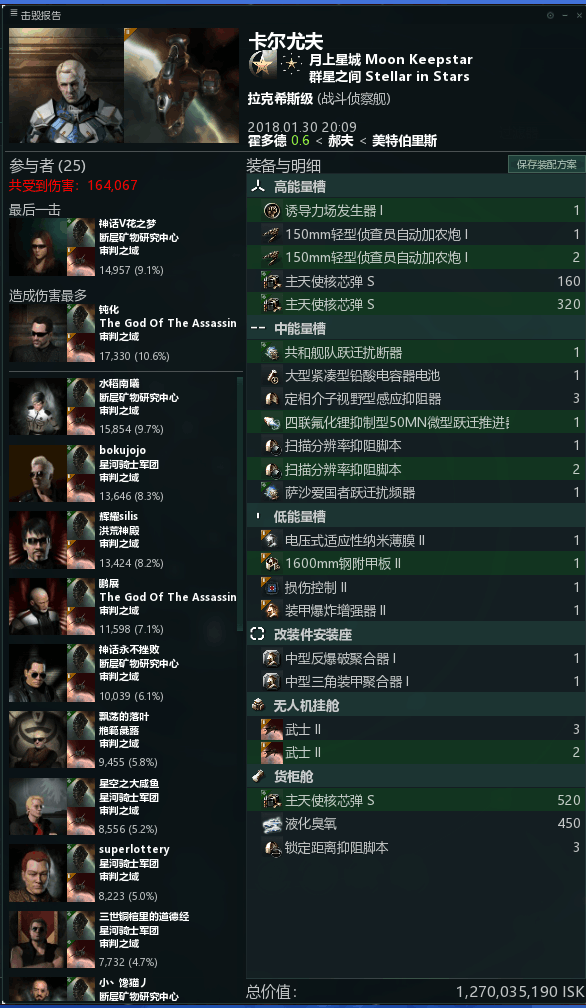 击毁报告
卡尔尤夫
月上星城 Moon Keepstar
群星之间 Stellar in Stars
拉克希斯级 (战斗侦察舰)
2018.01.30 20:09
霍多德 0.6 < 郝夫 < 美特伯里斯
参与者 (25)
共受到伤害：164,067
最后一击
神话V花之梦
断层矿物研究中心
审判之域
14,957 (9.1%)
造成伤害最多
钝化
The God Of The Assassin
审判之域
17,330 (10.6%)
水稻南曦
断层矿物研究中心
审判之域
15,854 (9.7%)
bokujojo
星河骑士军团
审判之域
13,646 (8.3%)
辉耀silis
洪荒神殿
审判之域
13,424 (8.2%)
鹏展
The God Of The Assassin
审判之域
11,598 (7.1%)
神话永不挫败
断层矿物研究中心
审判之域
10,039 (6.1%)
飘荡的落叶
审判之域
9,455 (5.8%)
星空之大咸鱼
星河骑士军团
审判之域
8,556 (5.2%)
superlottery
星河骑士军团
审判之域
8,223 (5.0%)
三世铜棺里的道德经
星河骑士军团
审判之域
7,732 (4.7%)
小丶馋猫丿
断层矿物研究中心
装备与明细
保存装配方案
高能量槽
诱导力场发生器 I 1
150mm轻型侦查员自动加农炮 I 1
150mm轻型侦查员自动加农炮 I 2
主天使核芯弹 S 160
主天使核芯弹 S 320
中能量槽
共和舰队跃迁扰断器 1
大型紧凑型铅酸电容器电池 1
定相介子视野型感应抑阻器 3
四联氟化锂抑制型50MN微型跃迁推进器 1
扫描分辨率抑阻脚本 1
扫描分辨率抑阻脚本 2
萨沙爱国者跃迁扰频器 1
低能量槽
电压式适应性纳米薄膜 II 1
1600mm钢附甲板 II 1
损伤控制 II 1
装甲爆炸增强器 II 1
改装件安装座
中型反爆破聚合器 I 1
中型三角装甲聚合器 I 1
无人机挂舱
武士 II 3
武士 II 2
货柜舱
主天使核芯弹 S 520
液化臭氧 450
锁定距离抑阻脚本 3
总价值： 1,270,035,190 ISK